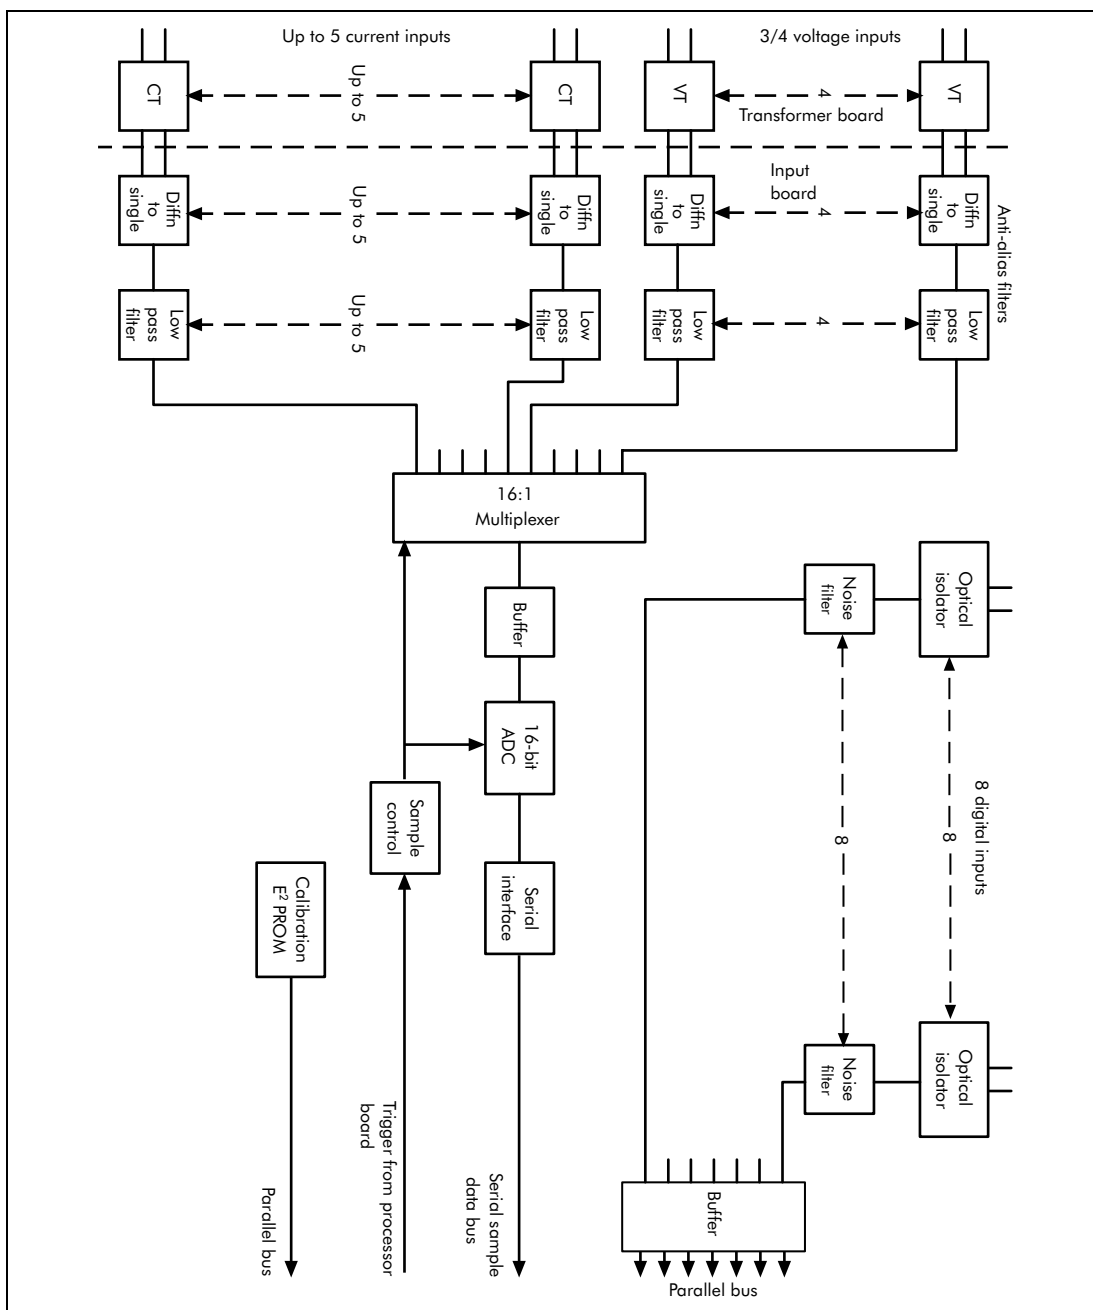 Up to 5 current inputs
3/4 voltage inputs
CT
Up to 5
CT
VT
4
VT
Transformer board
Diffn
to
single
Up to 5
Diffn
to
single
Diffn
to
single
Input
board
4
Diffn
to
single
Anti-alias filters
Low
pass
filter
Up to 5
Low
pass
filter
Low
pass
filter
4
Low
pass
filter
16:1
Multiplexer
Buffer
16-bit
ADC
Sample
control
Serial
interface
Calibration
E² PROM
Noise
filter
Optical
isolator
8
8
8 digital inputs
Noise
filter
Optical
isolator
Buffer
Parallel bus
Trigger from processor
board
Serial sample
data bus
Parallel bus